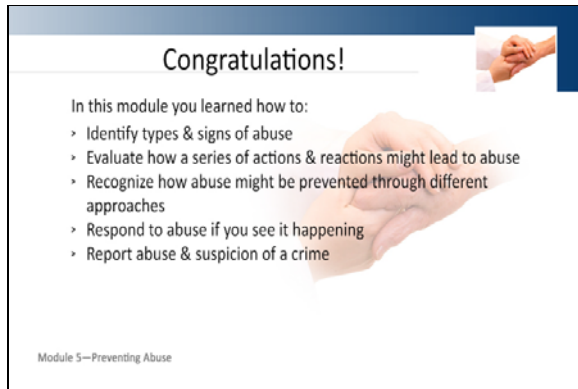 Congratulations!
In this module you learned how to:
› Identify types & signs of abuse
› Evaluate how a series of actions & reactions might lead to abuse
› Recognize how abuse might be prevented through different
approaches
› Respond to abuse if you see it happening
› Report abuse & suspicion of a crime
Module 5—Preventing Abuse